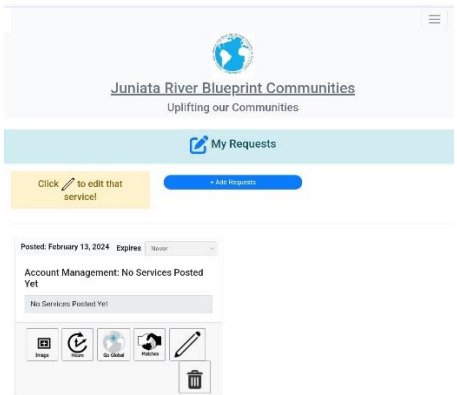 Juniata River Blueprint Communities
Uplifting our Communities
My Requests
Click to edit that
service!
+ Add Requests
Posted: February 13, 2024 Expires Never
Account Management: No Services Posted
Yet
No Services Posted Yet
Image Hours Go Global Matches